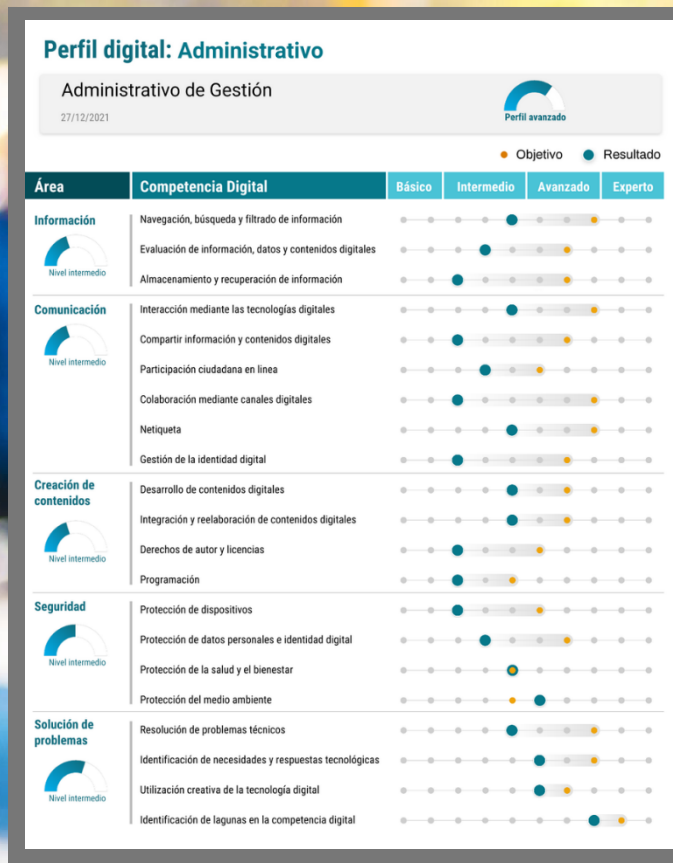 Perfil digital: Administrativo
Administrativo de Gestión
27/12/2021
Perfil avanzado
Objetivo Resultado
Área Competencia Digital Básico Intermedio Avanzado Experto
Información
Nivel intermedio
Navegación, búsqueda y filtrado de información
Evaluación de información, datos y contenidos digitales
Almacenamiento y recuperación de información
Comunicación
Nivel intermedio
Interacción mediante las tecnologías digitales
Compartir información y contenidos digitales
Participación ciudadana en linea
Colaboración mediante canales digitales
Netiqueta
Gestión de la identidad digital
Creación de
contenidos
Nivel intermedio
Desarrollo de contenidos digitales
Integración y reelaboración de contenidos digitales
Derechos de autor y licencias
Programación
Seguridad
Nivel intermedio
Protección de dispositivos
Protección de datos personales e identidad digital
Protección de la salud y el bienestar
Protección del medio ambiente
Solución de
problemas
Nivel intermedio
Resolución de problemas técnicos
Identificación de necesidades y respuestas tecnológicas
Utilización creativa de la tecnología digital
Identificación de lagunas en la competencia digital